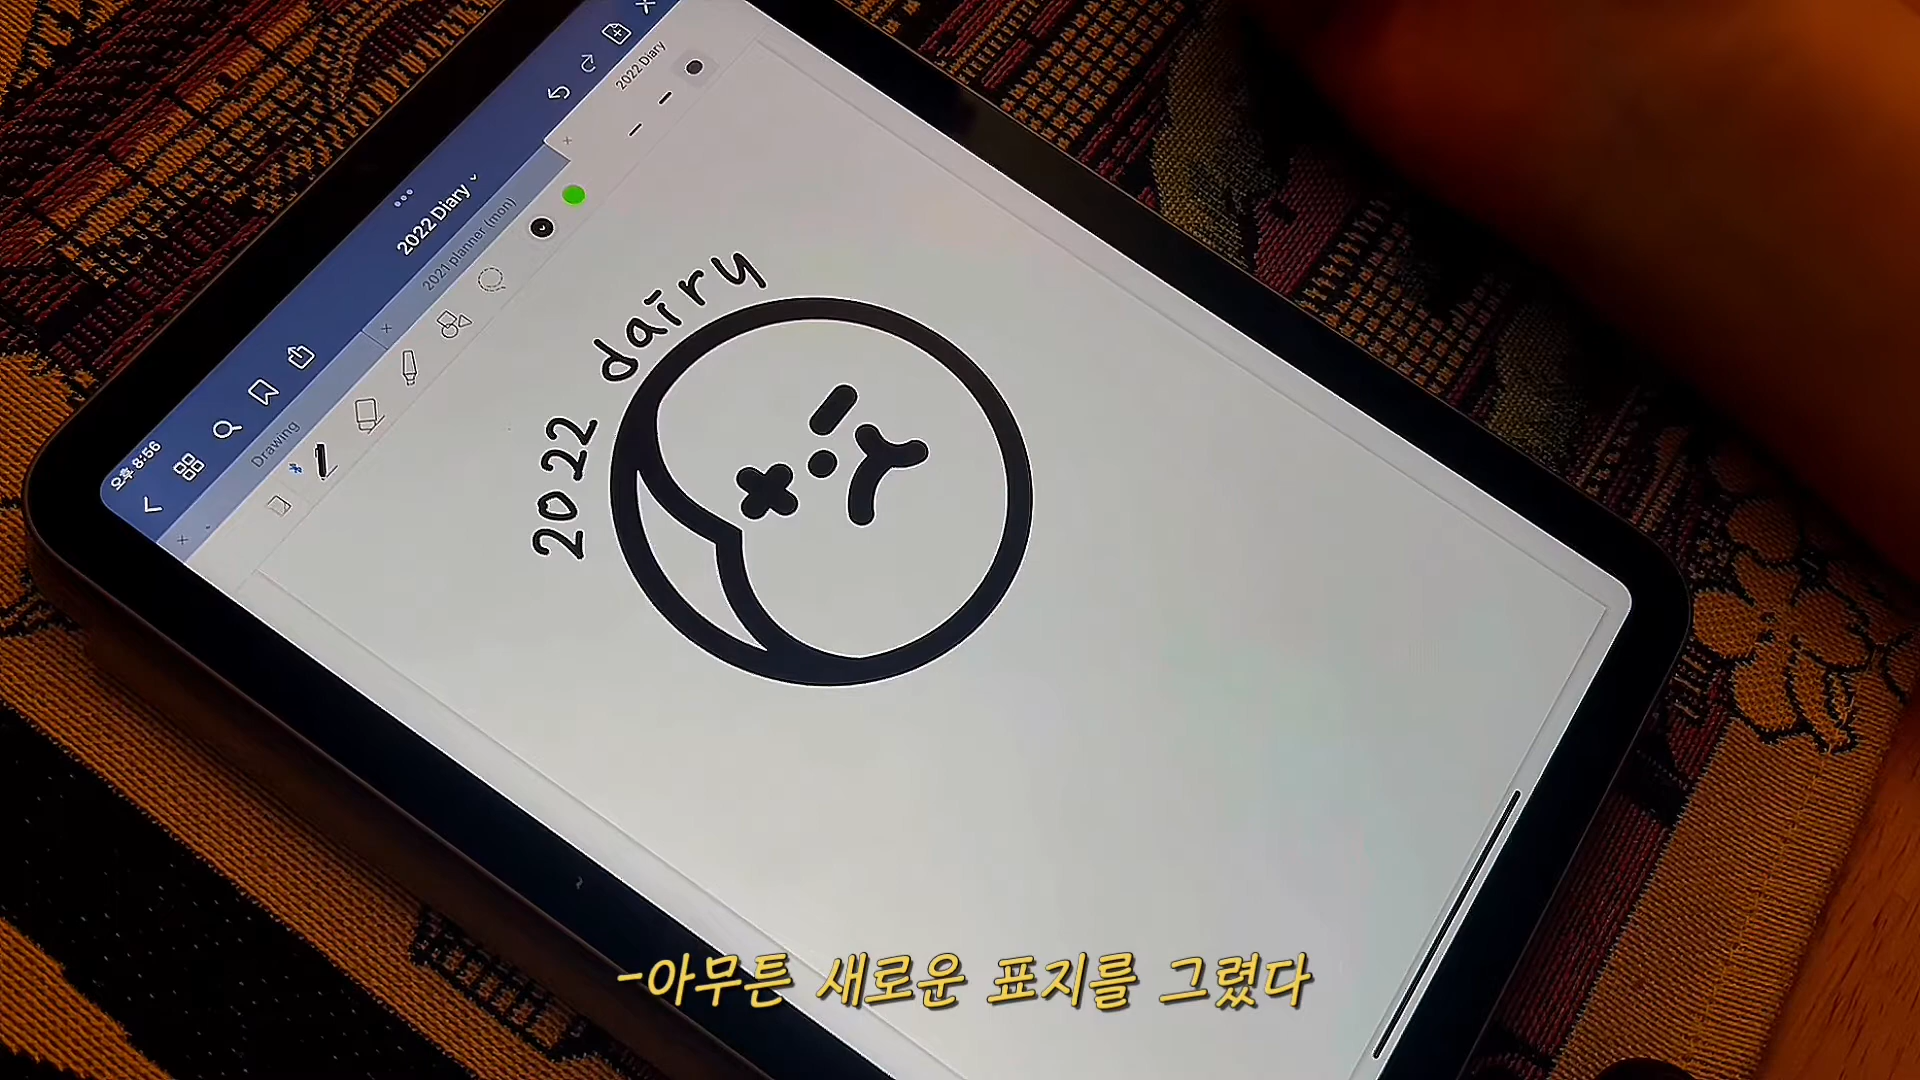 오후 8:56
2022 Diary
Drawing
2021 planner (mon)
2022 Diary
2022 dairy
-아무튼 새로운 표지를 그렸다